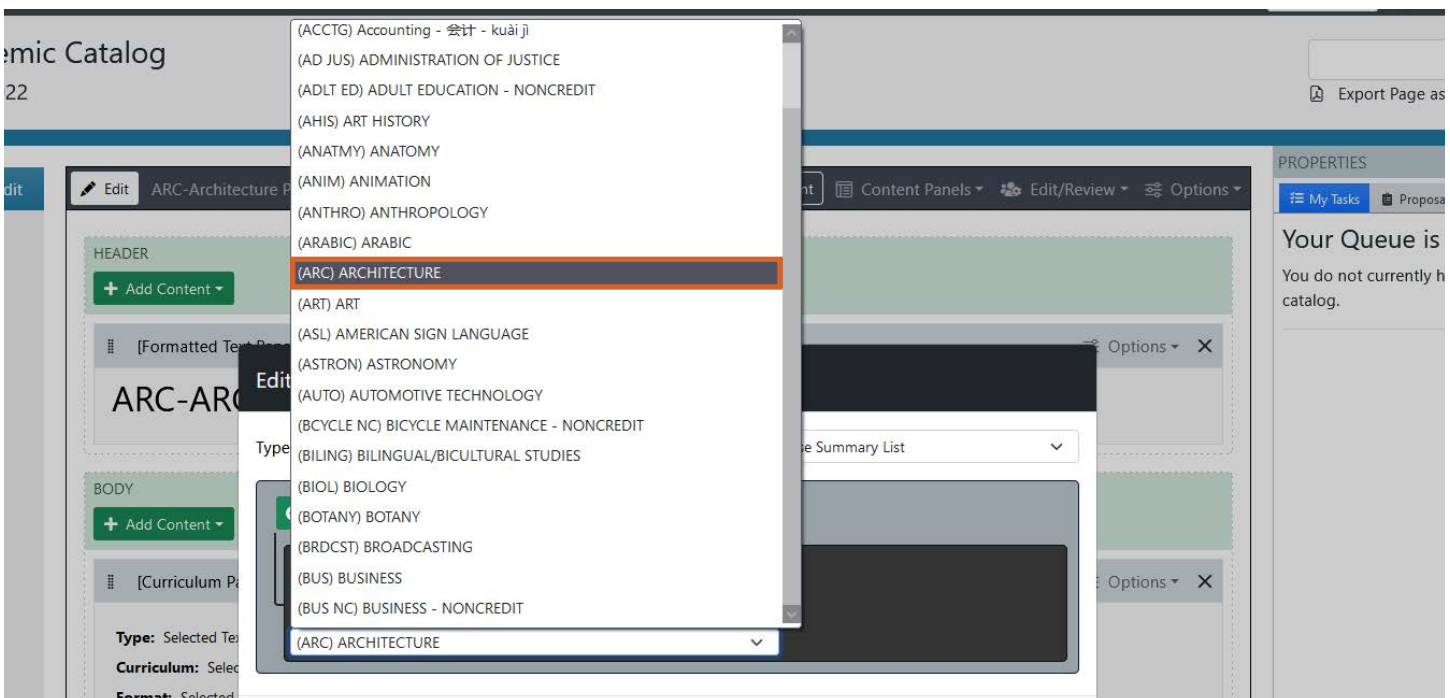 emic Catalog
22
Export Page as
dit
Edit
ARC-Architecture P
nt
Content Panels
Edit/Review
Options
PROPERTIES
My Tasks
Proposa
Your Queue is
You do not currently h
catalog.
HEADER
Add Content
[Formatted Text Pane
Options
ARC-ARC
(ACCTG) Accounting - 会计 - kuài jì
(AD JUS) ADMINISTRATION OF JUSTICE
(ADLT ED) ADULT EDUCATION - NONCREDIT
(AHIS) ART HISTORY
(ANATMY) ANATOMY
(ANIM) ANIMATION
(ANTHRO) ANTHROPOLOGY
(ARABIC) ARABIC
(ARC) ARCHITECTURE
(ART) ART
(ASL) AMERICAN SIGN LANGUAGE
(ASTRON) ASTRONOMY
(AUTO) AUTOMOTIVE TECHNOLOGY
(BCYCLE NC) BICYCLE MAINTENANCE - NONCREDIT
(BILING) BILINGUAL/BICULTURAL STUDIES
(BIOL) BIOLOGY
(BOTANY) BOTANY
(BRDCST) BROADCASTING
(BUS) BUSINESS
(BUS NC) BUSINESS - NONCREDIT
(ARC) ARCHITECTURE
Edit
Type
se Summary List
BODY
Add Content
[Curriculum Pa
Options
Type: Selected Te
Curriculum: Selec
Format: Selected